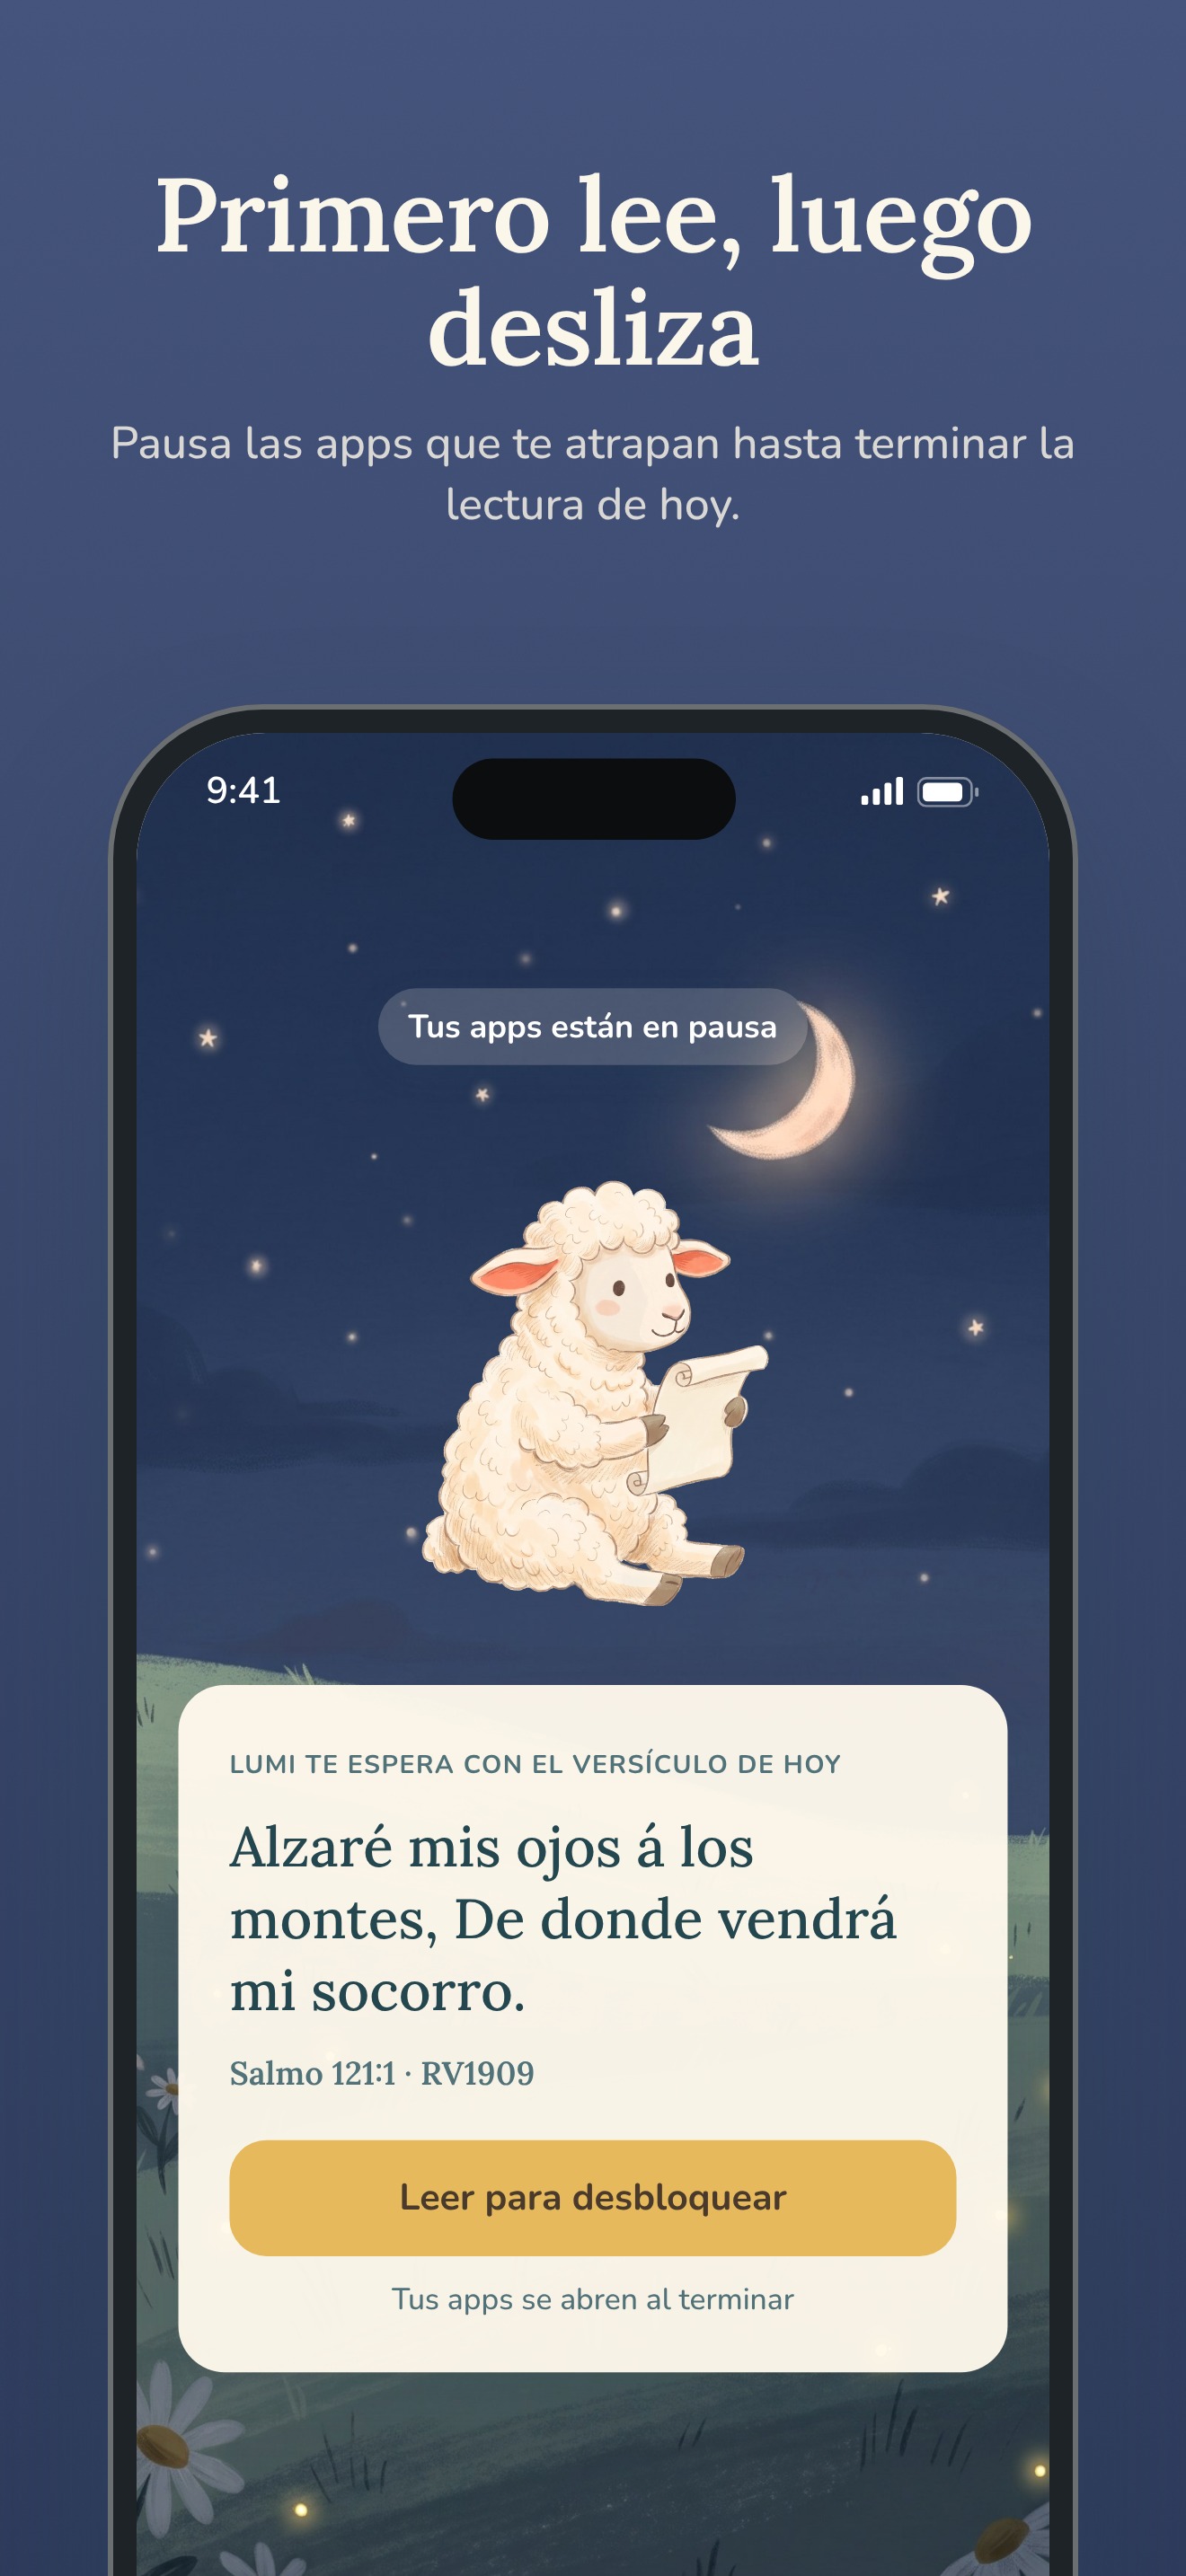 Primero lee, luego
desliza
Pausa las apps que te atrapan hasta terminar la
lectura de hoy.
9:41
Tus apps están en pausa
LUMI TE ESPERA CON EL VERSÍCULO DE HOY
Alzaré mis ojos á los
montes, De donde vendrá
mi socorro.
Salmo 121:1 · RV1909
Leer para desbloquear
Tus apps se abren al terminar